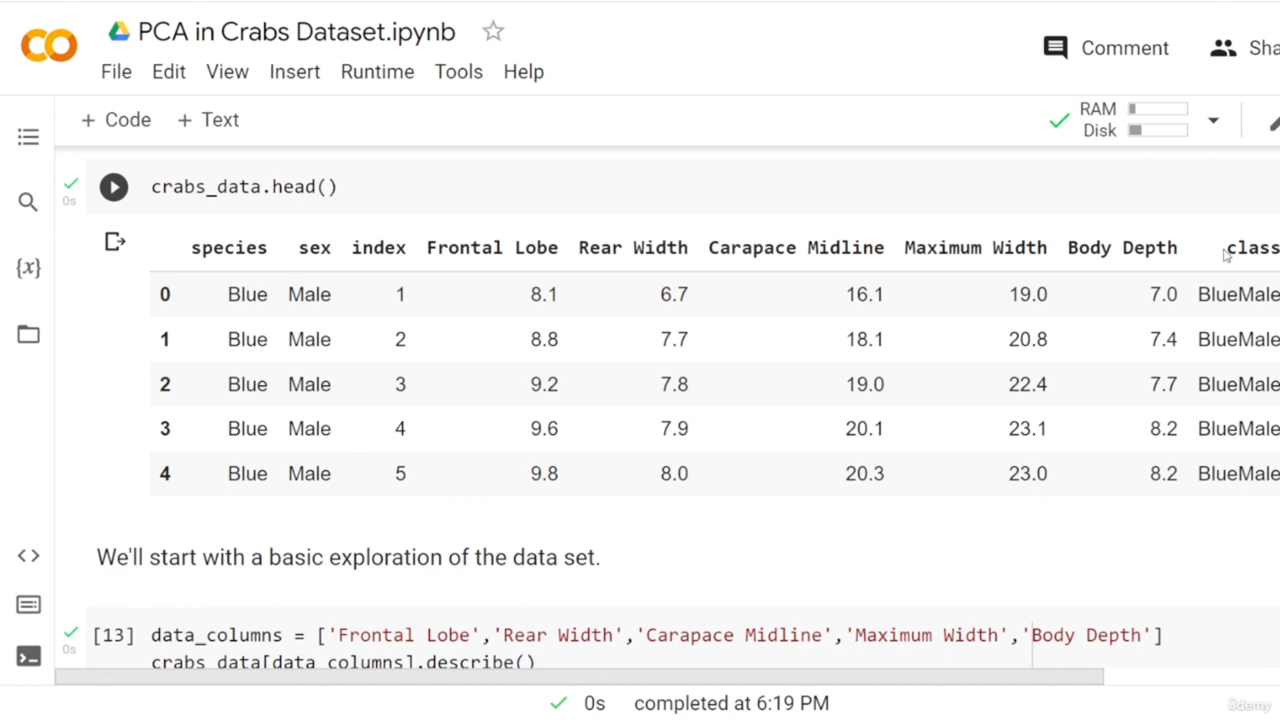 PCA in Crabs Dataset.ipynb
File Edit View Insert Runtime Tools Help
Comment
Sha
+ Code + Text
RAM
Disk
0s
crabs_data.head()
species sex index Frontal Lobe Rear Width Carapace Midline Maximum Width Body Depth class
0 Blue Male 1 8.1 6.7 16.1 19.0 7.0 BlueMale
1 Blue Male 2 8.8 7.7 18.1 20.8 7.4 BlueMale
2 Blue Male 3 9.2 7.8 19.0 22.4 7.7 BlueMale
3 Blue Male 4 9.6 7.9 20.1 23.1 8.2 BlueMale
4 Blue Male 5 9.8 8.0 20.3 23.0 8.2 BlueMale
We'll start with a basic exploration of the data set.
[13] data_columns = ['Frontal Lobe','Rear Width','Carapace Midline','Maximum Width','Body Depth']
0s
crabs_data[data_columns].describe()
0s completed at 6:19 PM
ûdemy